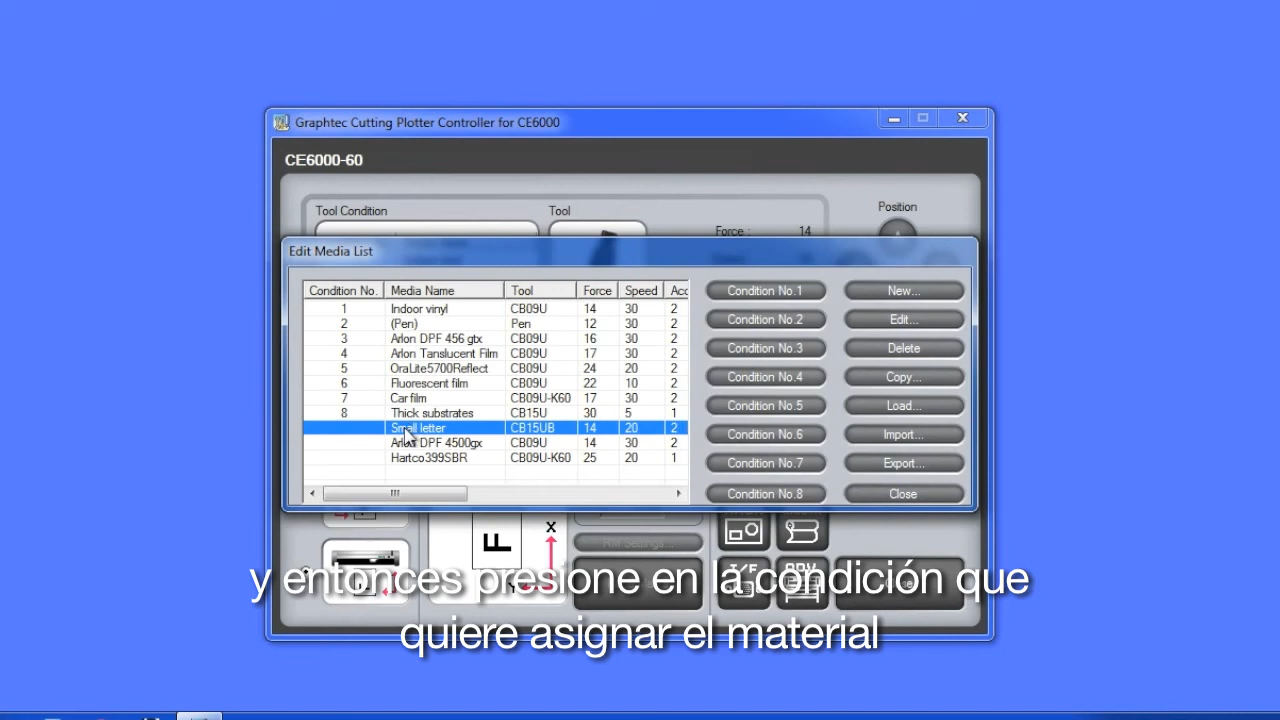 Graphtec Cutting Plotter Controller for CE6000
CE6000-60
Tool Condition Tool Position
Force : 14
Edit Media List
Condition No. Media Name Tool Force Speed Acc
1 Indoor vinyl CB09U 14 30 2
2 (Pen) Pen 12 30 2
3 Arlon DPF 456 gtx CB09U 16 30 2
4 Arlon Tanslucent Film CB09U 17 30 2
5 OraLite5700Reflect CB09U 24 20 2
6 Fluorescent film CB09U 22 10 2
7 Car film CB09U-K60 17 30 2
8 Thick substrates CB15U 30 5 1
Small letter CB15UB 14 20 2
Arlon DPF 4500gx CB09U 14 30 2
Hartco399SBR CB09U-K60 25 20 1
Condition No.1 New...
Condition No.2 Edit...
Condition No.3 Delete
Condition No.4 Copy...
Condition No.5 Load...
Condition No.6 Import...
Condition No.7 Export...
Condition No.8 Close
F X
y entonces presione en la condición que
quiere asignar el material